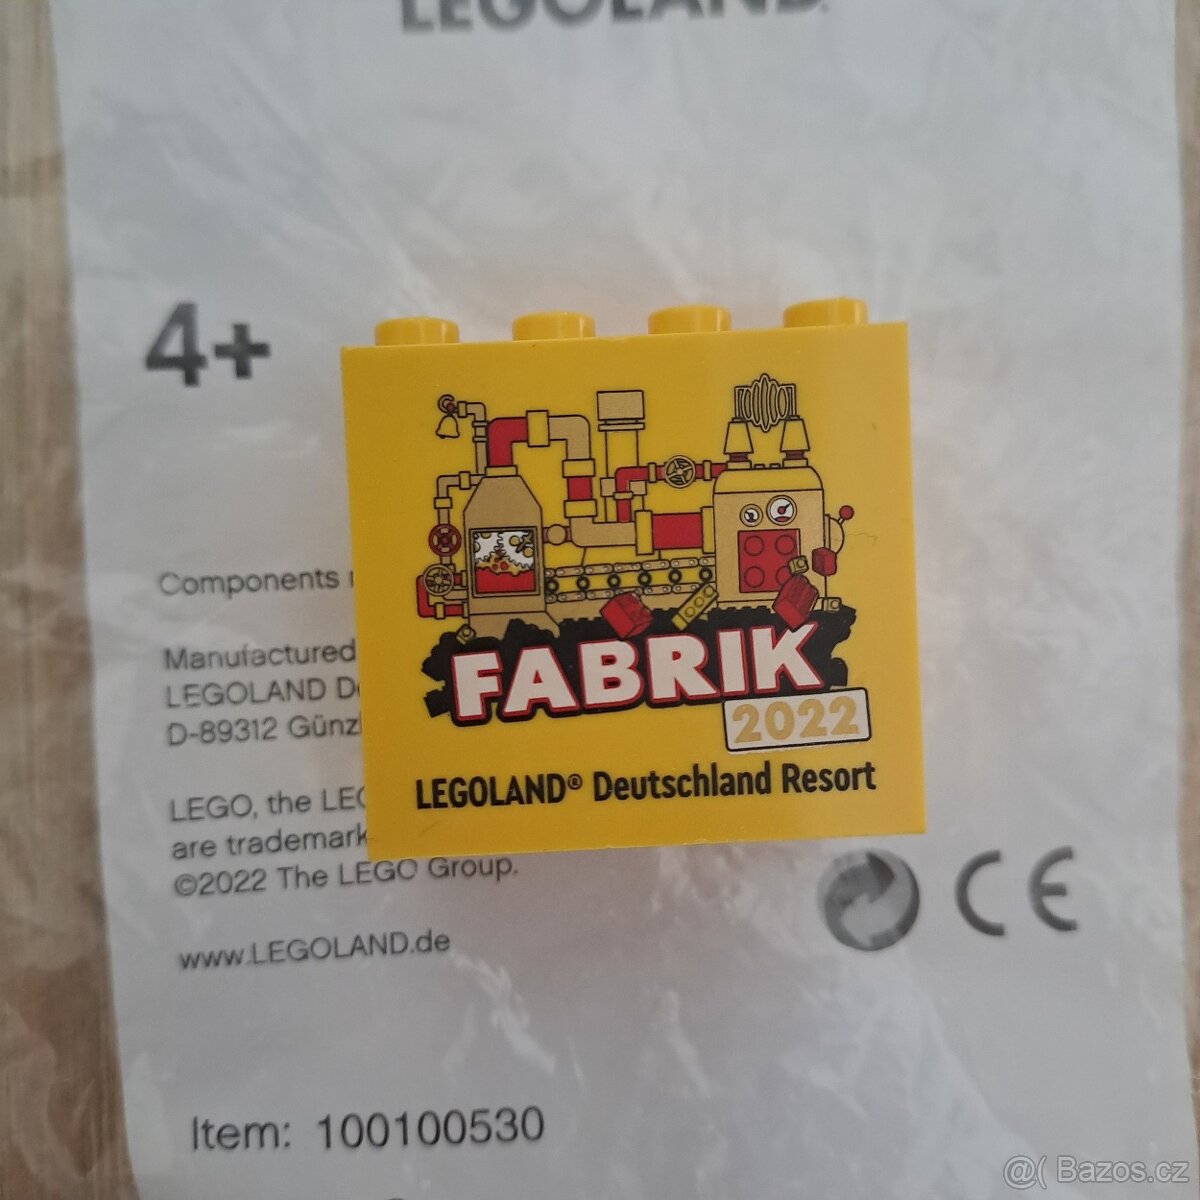 LEGOLAND®
4+
Components
Manufactured
LEGOLAND
D-89312
LEGO, the
are
©2022 The LEGO Group.
www.LEGOLAND.de
FABRIK
2022
LEGOLAND® Deutschland Resort
CE
Item: 100100530
@( Bazos.cz